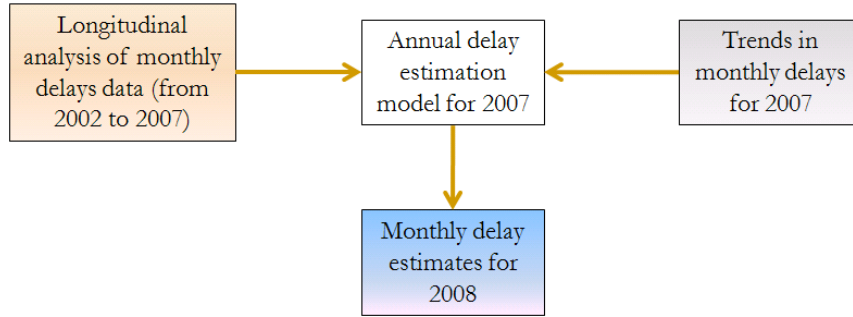 Longitudinal
analysis of monthly
delays data (from
2002 to 2007)
Annual delay
estimation
model for 2007
Trends in
monthly delays
for 2007
Monthly delay
estimates for
2008